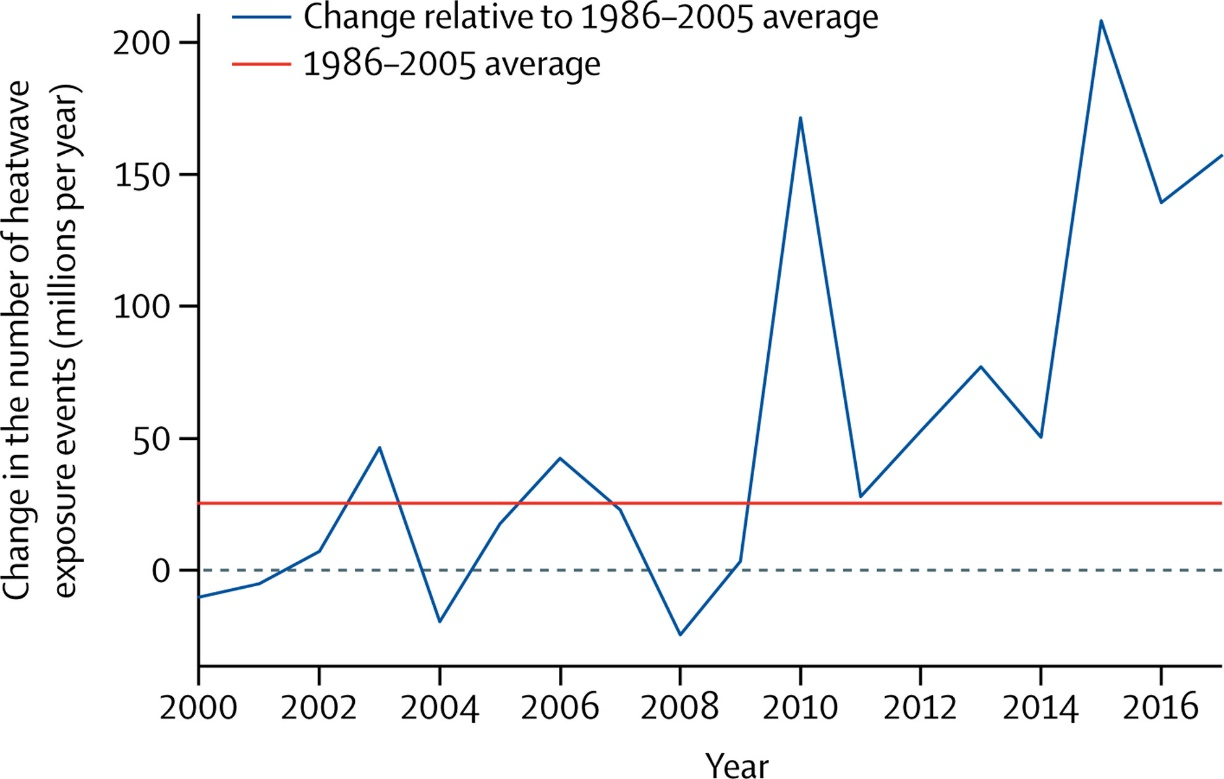 Change relative to 1986–2005 average
1986–2005 average
Change in the number of heatwave
exposure events (millions per year)
200
150
100
50
0
2000 2002 2004 2006 2008 2010 2012 2014 2016
Year